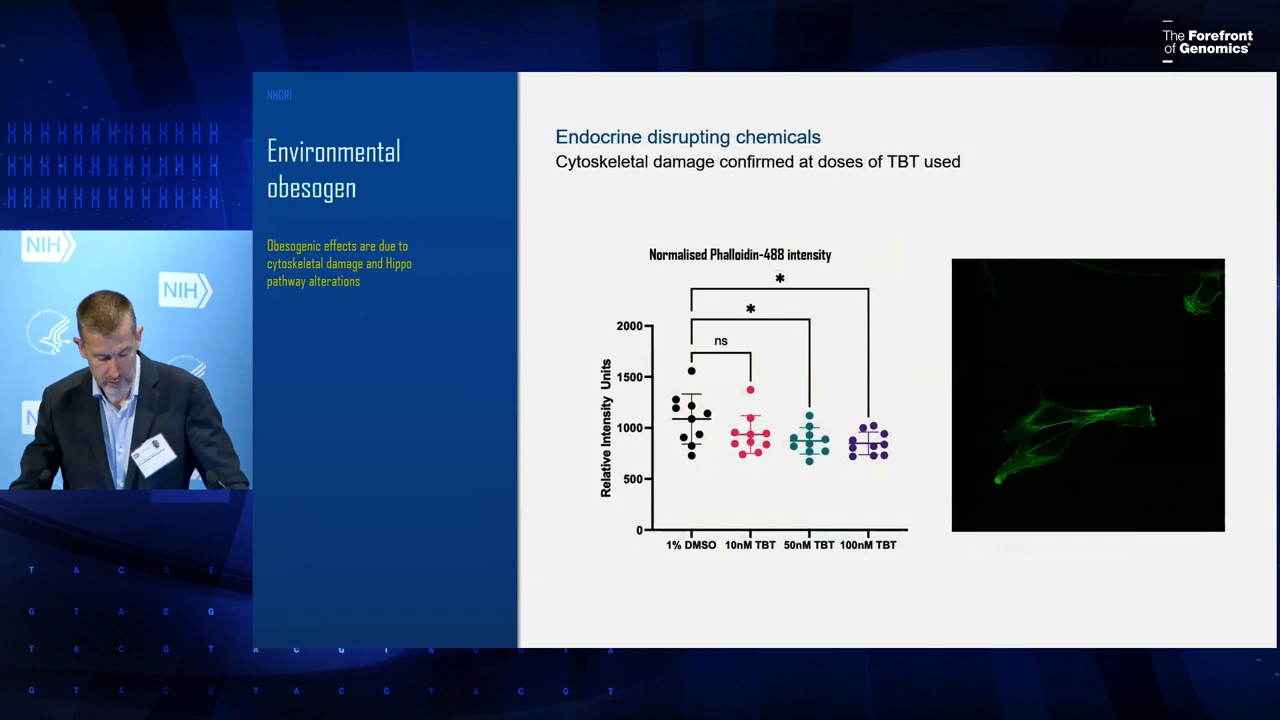 The Forefront
of Genomics®
NHGRI
Environmental
obesogen
Obesogenic effects are due to
cytoskeletal damage and Hippo
pathway alterations
Endocrine disrupting chemicals
Cytoskeletal damage confirmed at doses of TBT used
Normalised Phalloidin-488 intensity
*
*
ns
Relative Intensity Units
2000
1500
1000
500
0
1% DMSO 10nM TBT 50nM TBT 100nM TBT
NIH
NIH
N
T A C G T
G T A C G
T A C G T A C G T A C G T A
G T A C G T A C G T A C G T